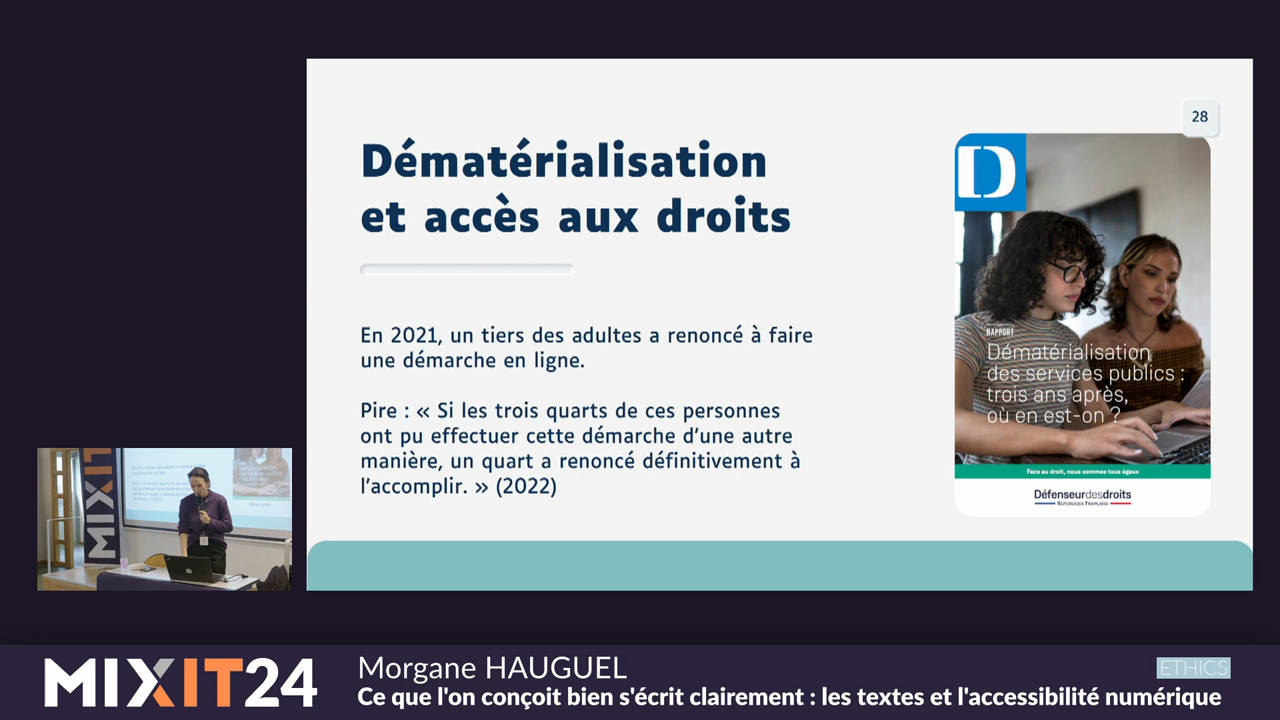 28
Dématérialisation
et accès aux droits
En 2021, un tiers des adultes a renoncé à faire
une démarche en ligne.
Pire : « Si les trois quarts de ces personnes
ont pu effectuer cette démarche d'une autre
manière, un quart a renoncé définitivement à
l'accomplir. » (2022)
D
RAPPORT
Dématérialisation
des services publics :
trois ans après,
où en est-on ?
Face au droit, nous sommes tous égaux
Défenseurdesdroits
RÉPUBLIQUE FRANÇAISE
MIXIT
MIXIT24
Morgane HAUGUEL
ETHICS
Ce que l'on conçoit bien s'écrit clairement : les textes et l'accessibilité numérique